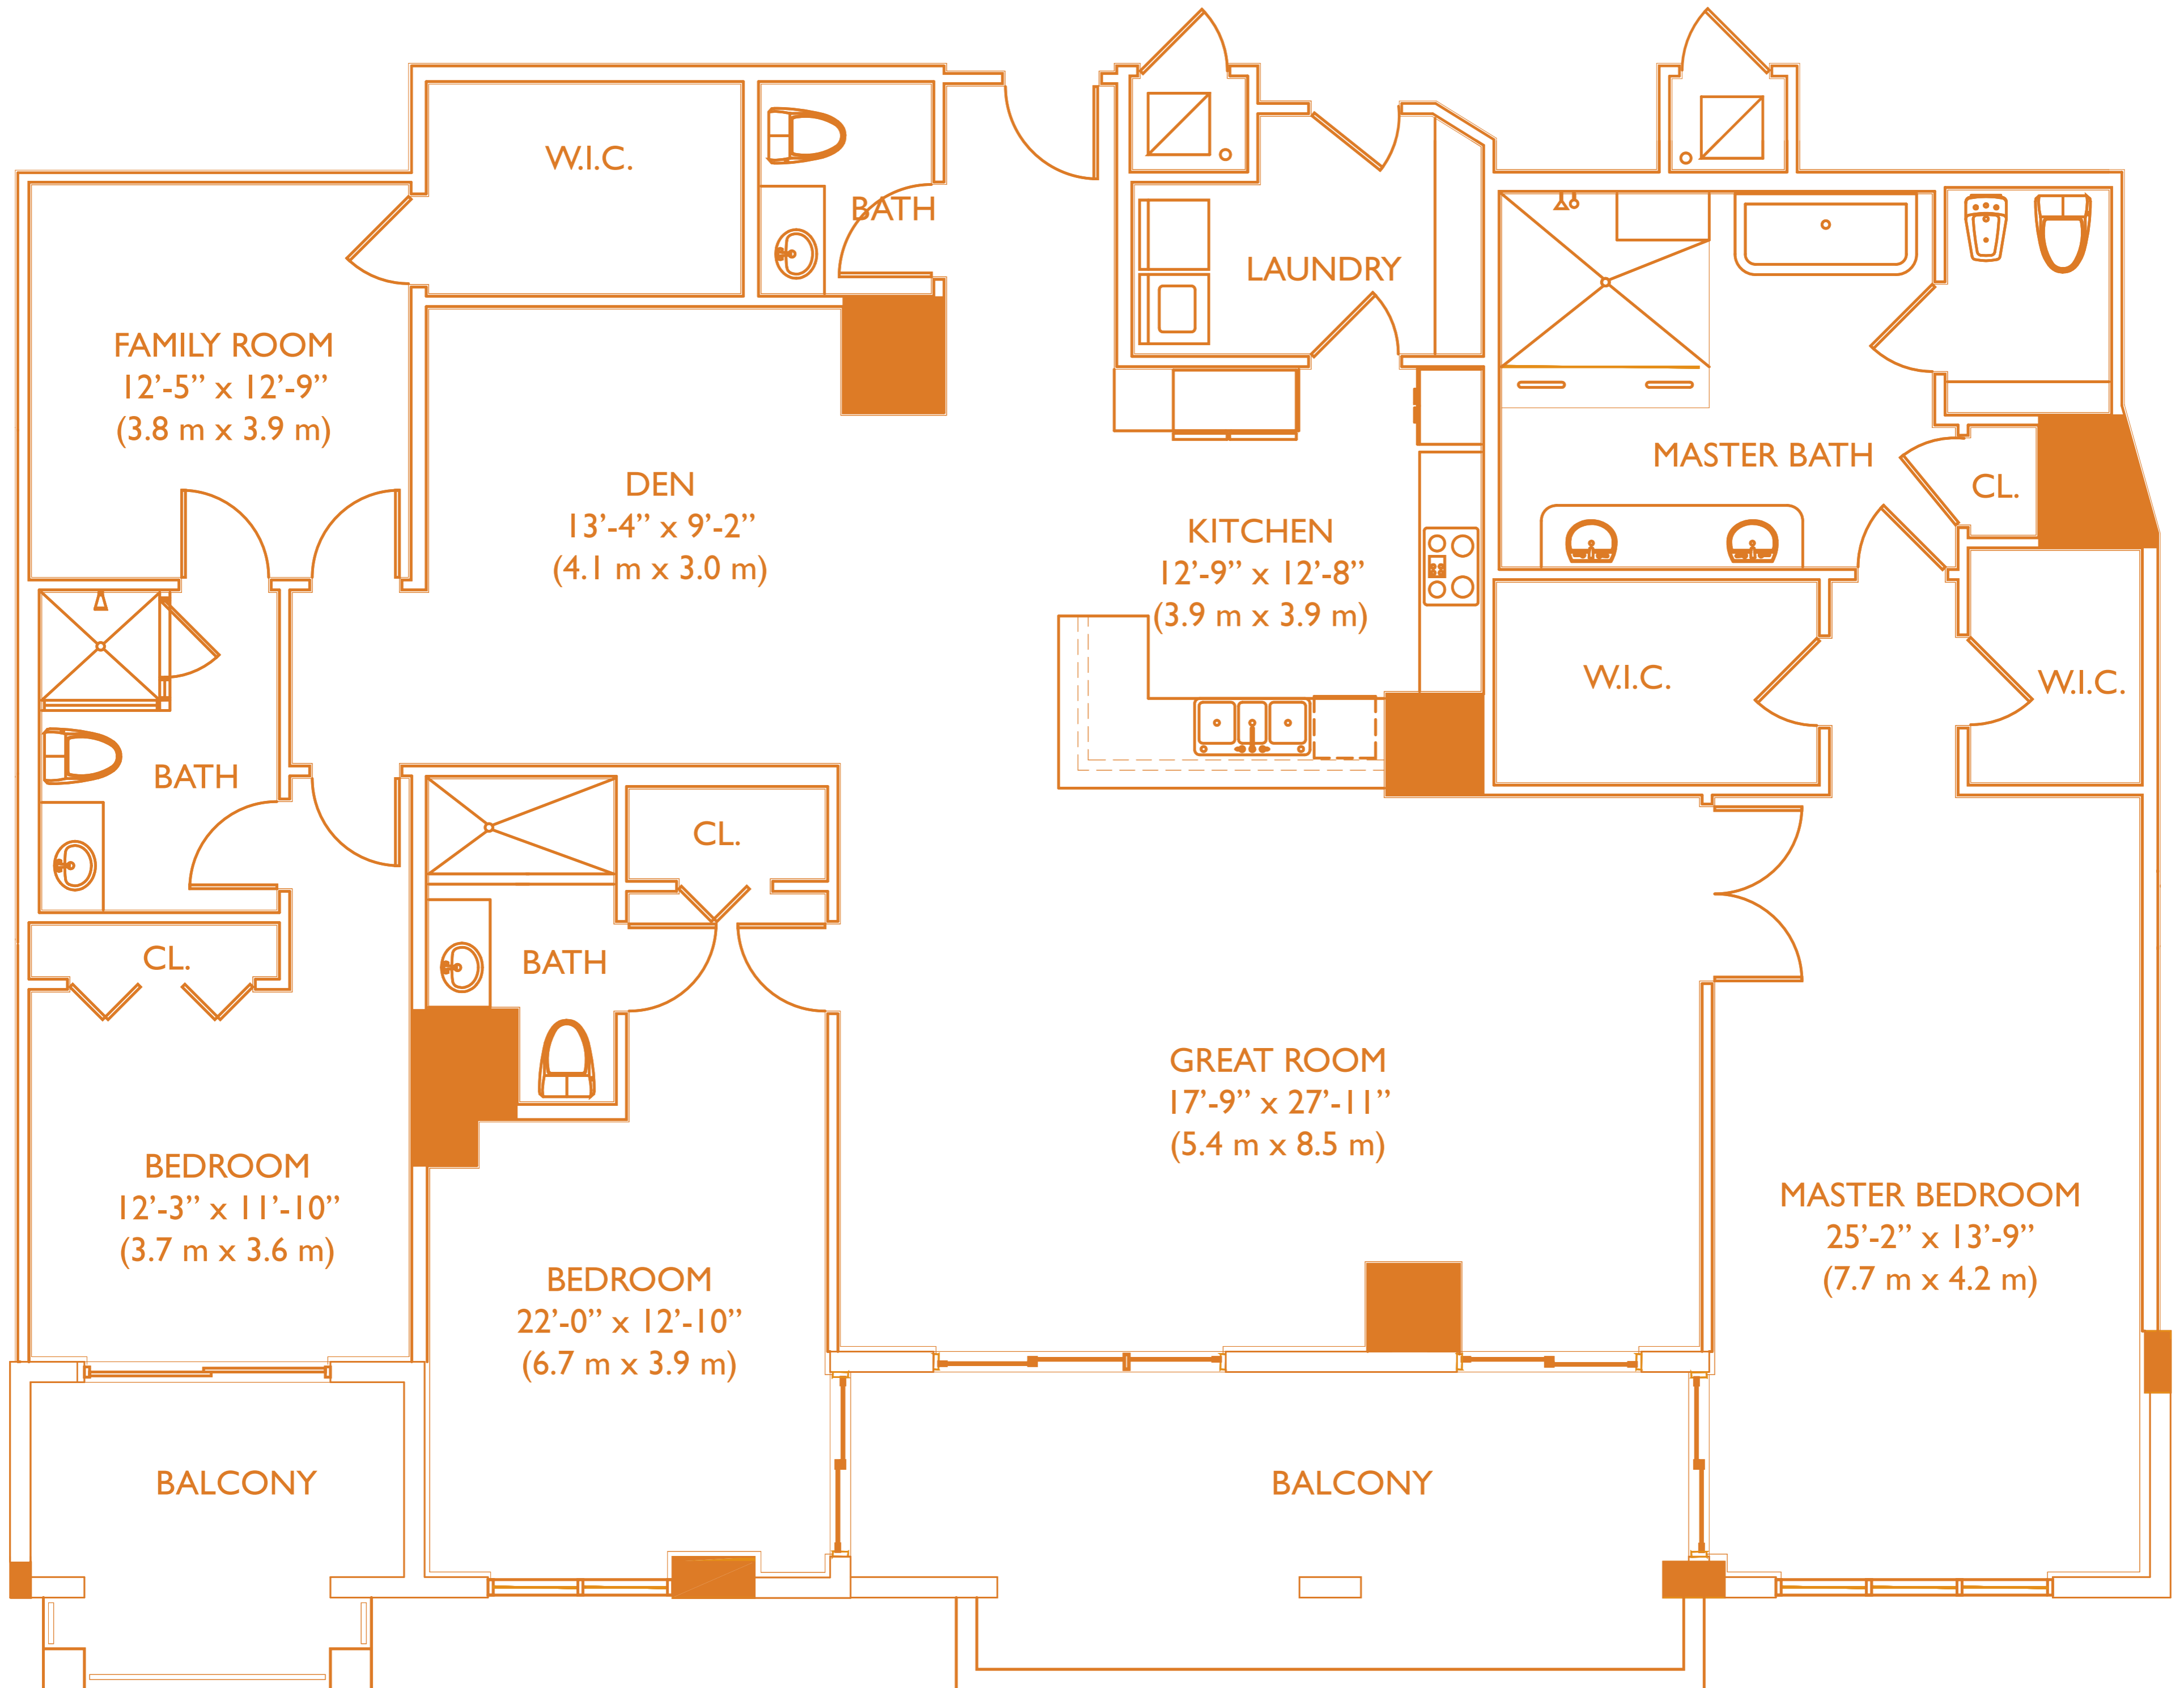 W.I.C.
BATH
LAUNDRY
FAMILY ROOM
12’-5” x 12’-9”
(3.8 m x 3.9 m)
DEN
13’-4” x 9’-2”
(4.1 m x 3.0 m)
KITCHEN
12’-9” x 12’-8”
(3.9 m x 3.9 m)
MASTER BATH
CL.
W.I.C.
W.I.C.
BATH
CL.
BATH
CL.
GREAT ROOM
17’-9” x 27’-11”
(5.4 m x 8.5 m)
BEDROOM
12’-3” x 11’-10”
(3.7 m x 3.6 m)
MASTER BEDROOM
25’-2” x 13’-9”
(7.7 m x 4.2 m)
BEDROOM
22’-0” x 12’-10”
(6.7 m x 3.9 m)
BALCONY
BALCONY